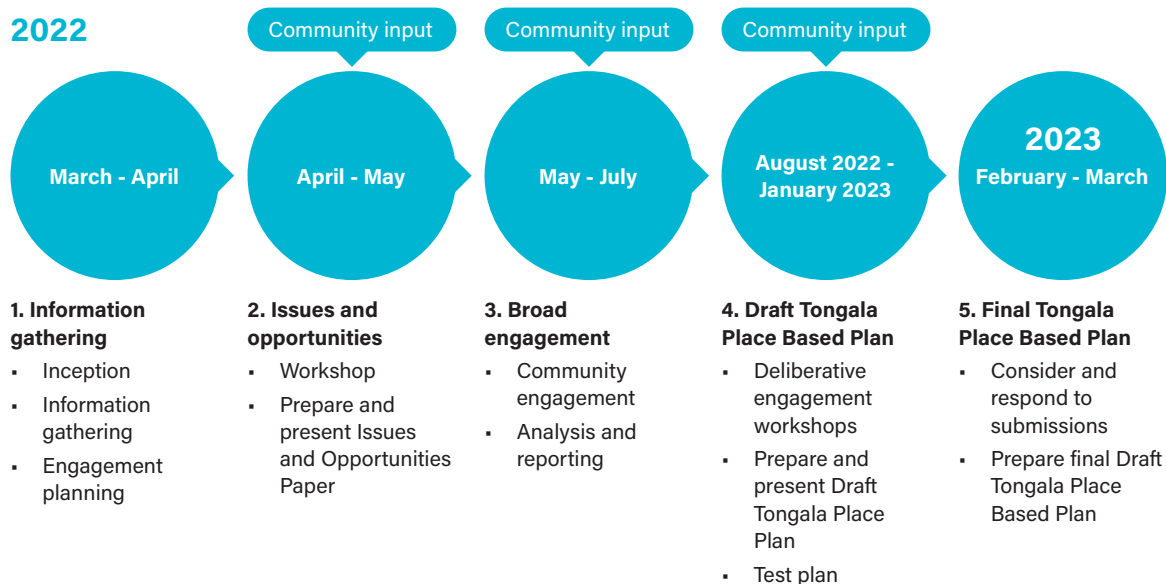 2022
Community input
Community input
Community input
March - April
April - May
May - July
August 2022 -
January 2023
2023
February - March
1. Information
gathering
▪ Inception
▪ Information
gathering
▪ Engagement
planning
2. Issues and
opportunities
▪ Workshop
▪ Prepare and
present Issues
and Opportunities
Paper
3. Broad
engagement
▪ Community
engagement
▪ Analysis and
reporting
4. Draft Tongala
Place Based Plan
▪ Deliberative
engagement
workshops
▪ Prepare and
present Draft
Tongala Place
Plan
▪ Test plan
5. Final Tongala
Place Based Plan
▪ Consider and
respond to
submissions
▪ Prepare final Draft
Tongala Place
Based Plan